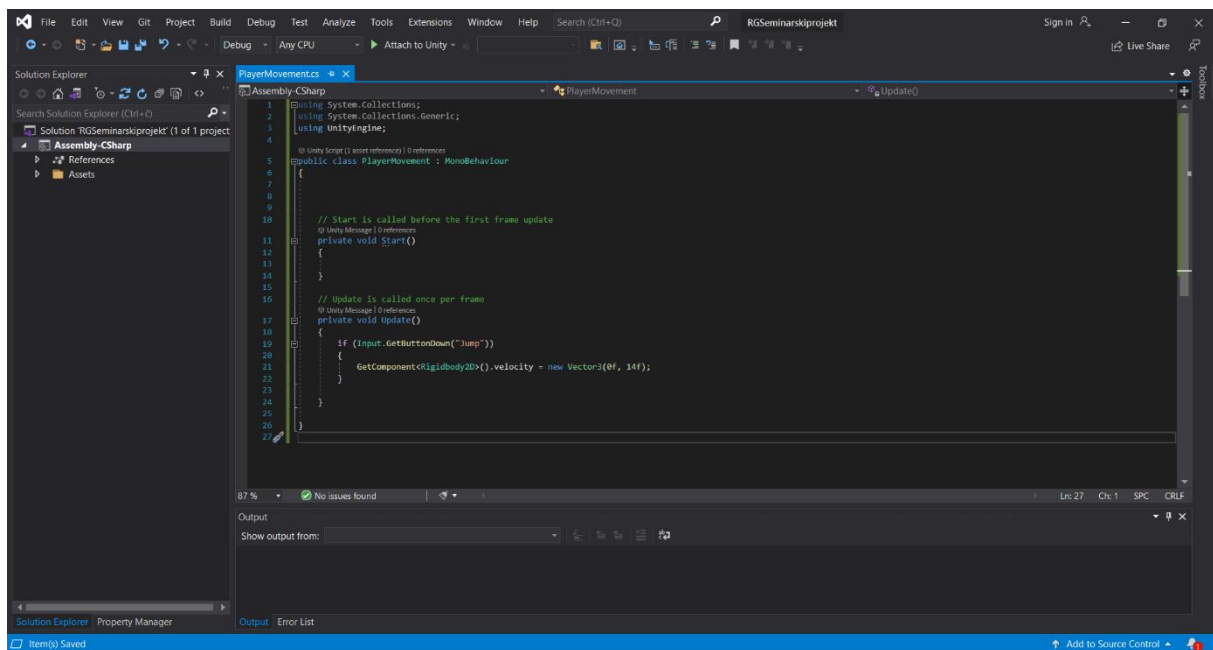 File Edit View Git Project Build Debug Test Analyze Tools Extensions Window Help Search (Ctrl+Q) RGSeminarskiprojekt Sign in
Debug Any CPU Attach to Unity Live Share
Solution Explorer
Search Solution Explorer (Ctrl+č)
Solution 'RGSeminarskiprojekt' (1 of 1 project
Assembly-CSharp
References
Assets
Solution Explorer Property Manager
PlayerMovement.cs
Assembly-CSharp PlayerMovement Update()
1 using System.Collections;
2 using System.Collections.Generic;
3 using UnityEngine;
4
Unity Script (1 asset reference) | 0 references
5 public class PlayerMovement : MonoBehaviour
6 {
7
8
9
10 // Start is called before the first frame update
Unity Message | 0 references
11 private void Start()
12 {
13
14 }
15
16 // Update is called once per frame
Unity Message | 0 references
17 private void Update()
18 {
19 if (Input.GetButtonDown("Jump"))
20 {
21 GetComponent<Rigidbody2D>().velocity = new Vector3(0f, 14f);
22 }
23
24 }
25
26 }
27
87 % No issues found Ln: 27 Ch: 1 SPC CRLF
Output
Show output from:
Output Error List
Toolbox
Item(s) Saved Add to Source Control 1